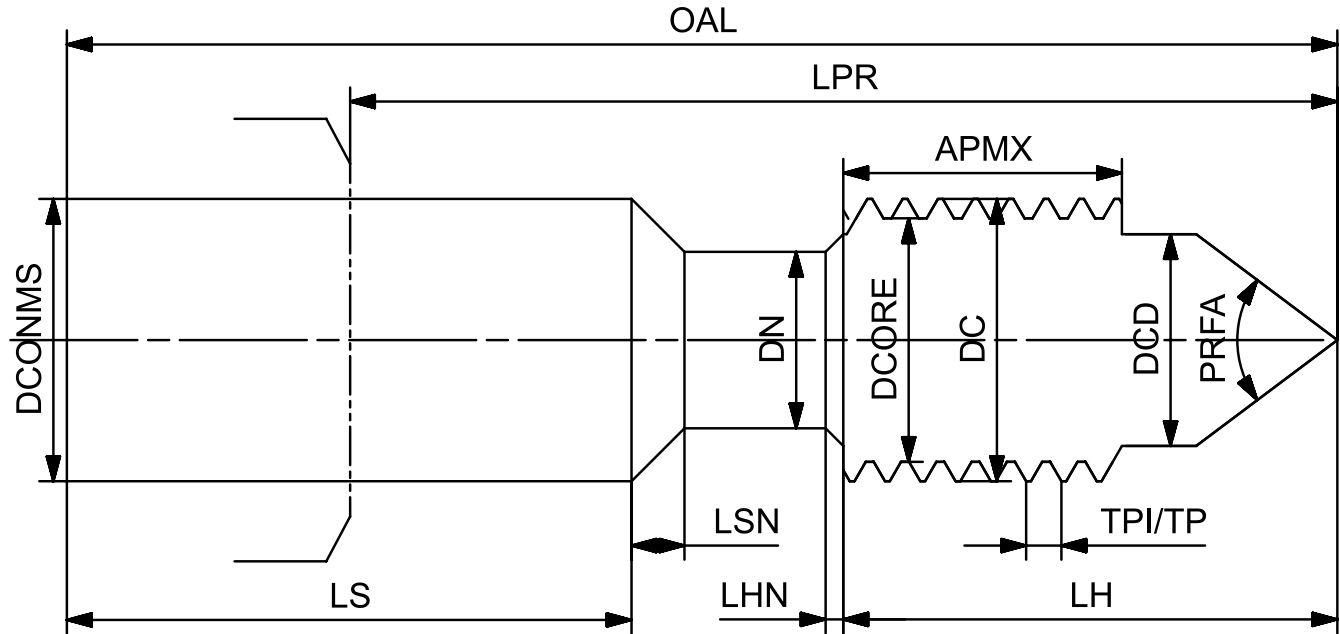 OAL
LPR
APMX
DCONMS
DN
DCORE
DC
DCD
PRFA
LSN
TPI/TP
LS
LHN
LH